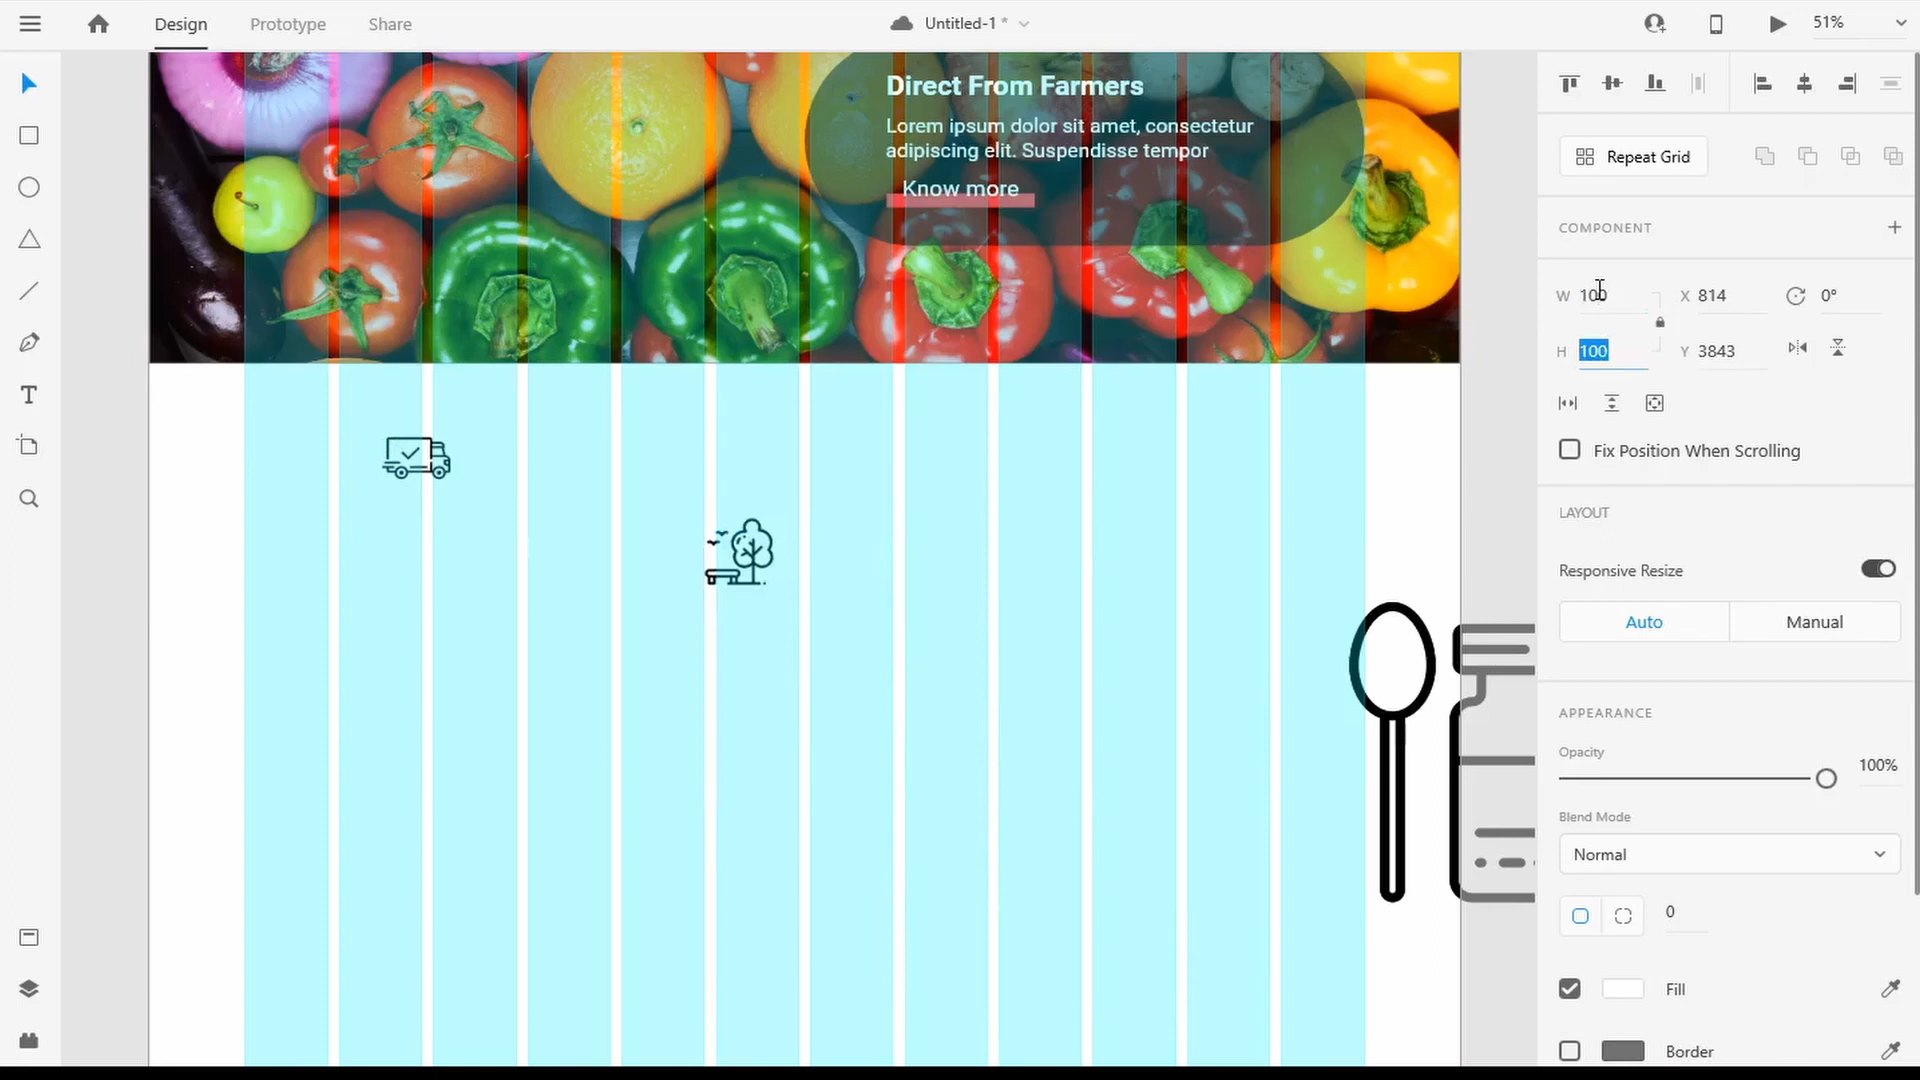 Design
Prototype
Share
Untitled-1 *
51%
Direct From Farmers
Lorem ipsum dolor sit amet, consectetur
adipiscing elit. Suspendisse tempor
Know more
Repeat Grid
COMPONENT
W 100
X 814
0°
H 100
Y 3843
Fix Position When Scrolling
LAYOUT
Responsive Resize
Auto
Manual
APPEARANCE
Opacity
100%
Blend Mode
Normal
0
Fill
Border